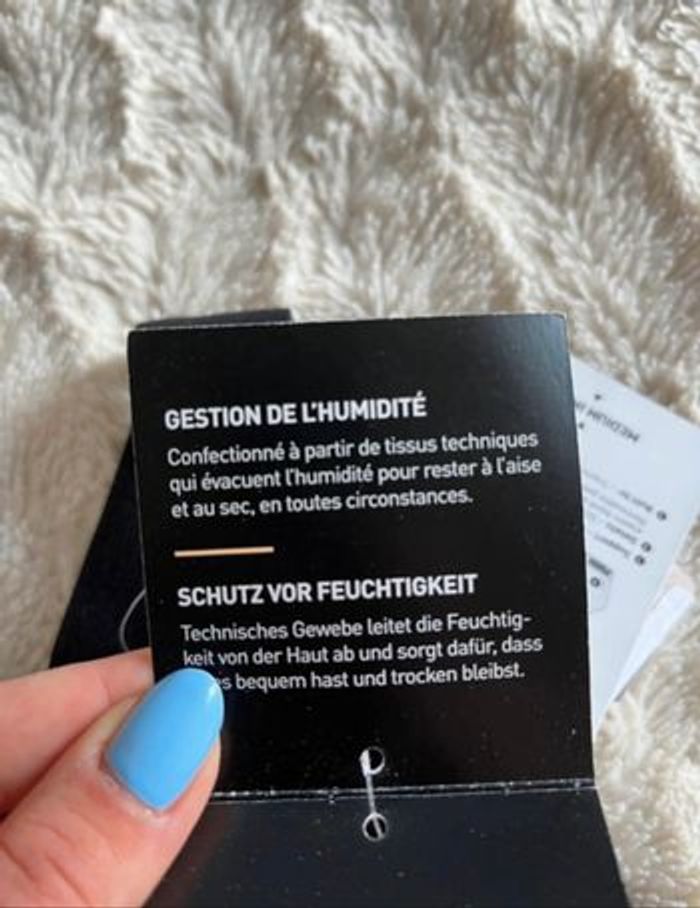 GESTION DE L'HUMIDITÉ
Confectionné à partir de tissus techniques
qui évacuent l'humidité pour rester à l'aise
et au sec, en toutes circonstances.
SCHUTZ VOR FEUCHTIGKEIT
Technisches Gewebe leitet die Feuchtig-
keit von der Haut ab und sorgt dafür, dass
bequem hast und trocken bleibst.
MEDIUM